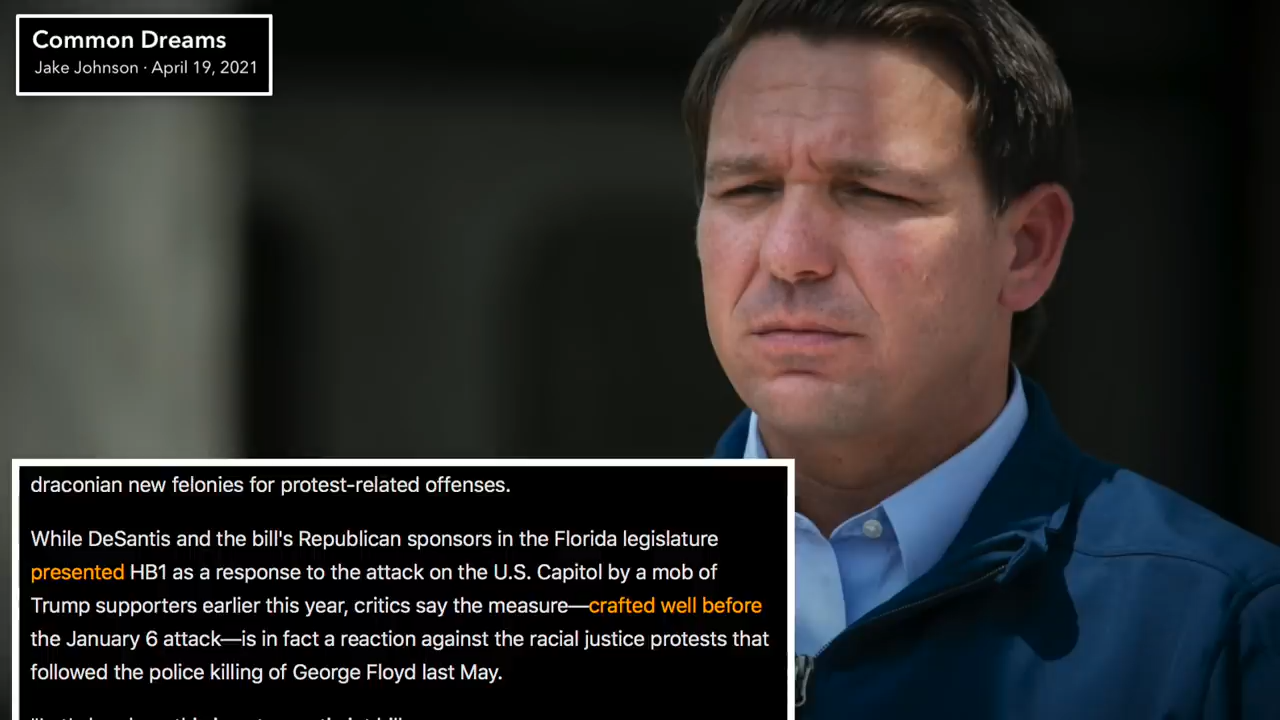 Common Dreams
Jake Johnson · April 19, 2021
draconian new felonies for protest-related offenses.
While DeSantis and the bill's Republican sponsors in the Florida legislature
presented HB1 as a response to the attack on the U.S. Capitol by a mob of
Trump supporters earlier this year, critics say the measure—crafted well before
the January 6 attack—is in fact a reaction against the racial justice protests that
followed the police killing of George Floyd last May.